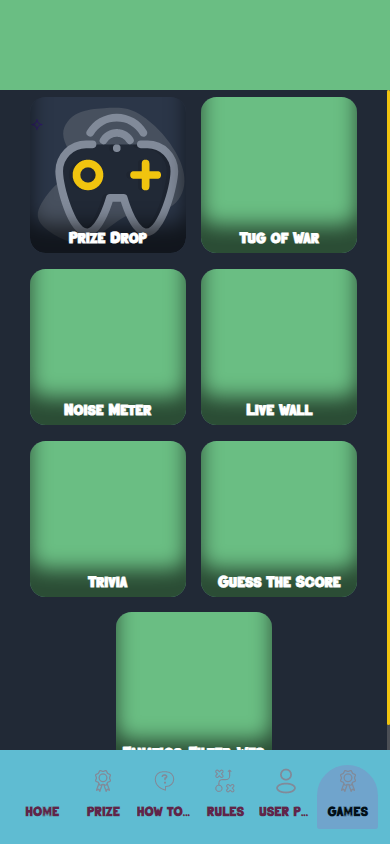 Prize Drop
Tug of War
Noise Meter
Live Wall
Trivia
Guess The Score
HOME
PRIZE
HOW TO...
RULES
USER P...
GAMES